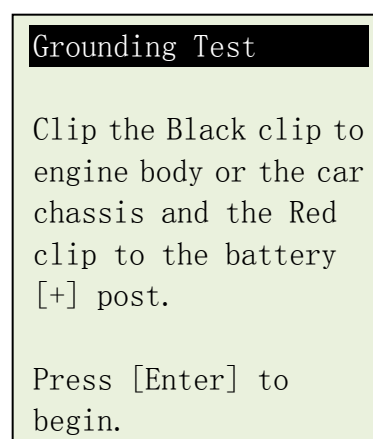 Grounding Test
Clip the Black clip to
engine body or the car
chassis and the Red
clip to the battery
[+] post.
Press [Enter] to
begin.